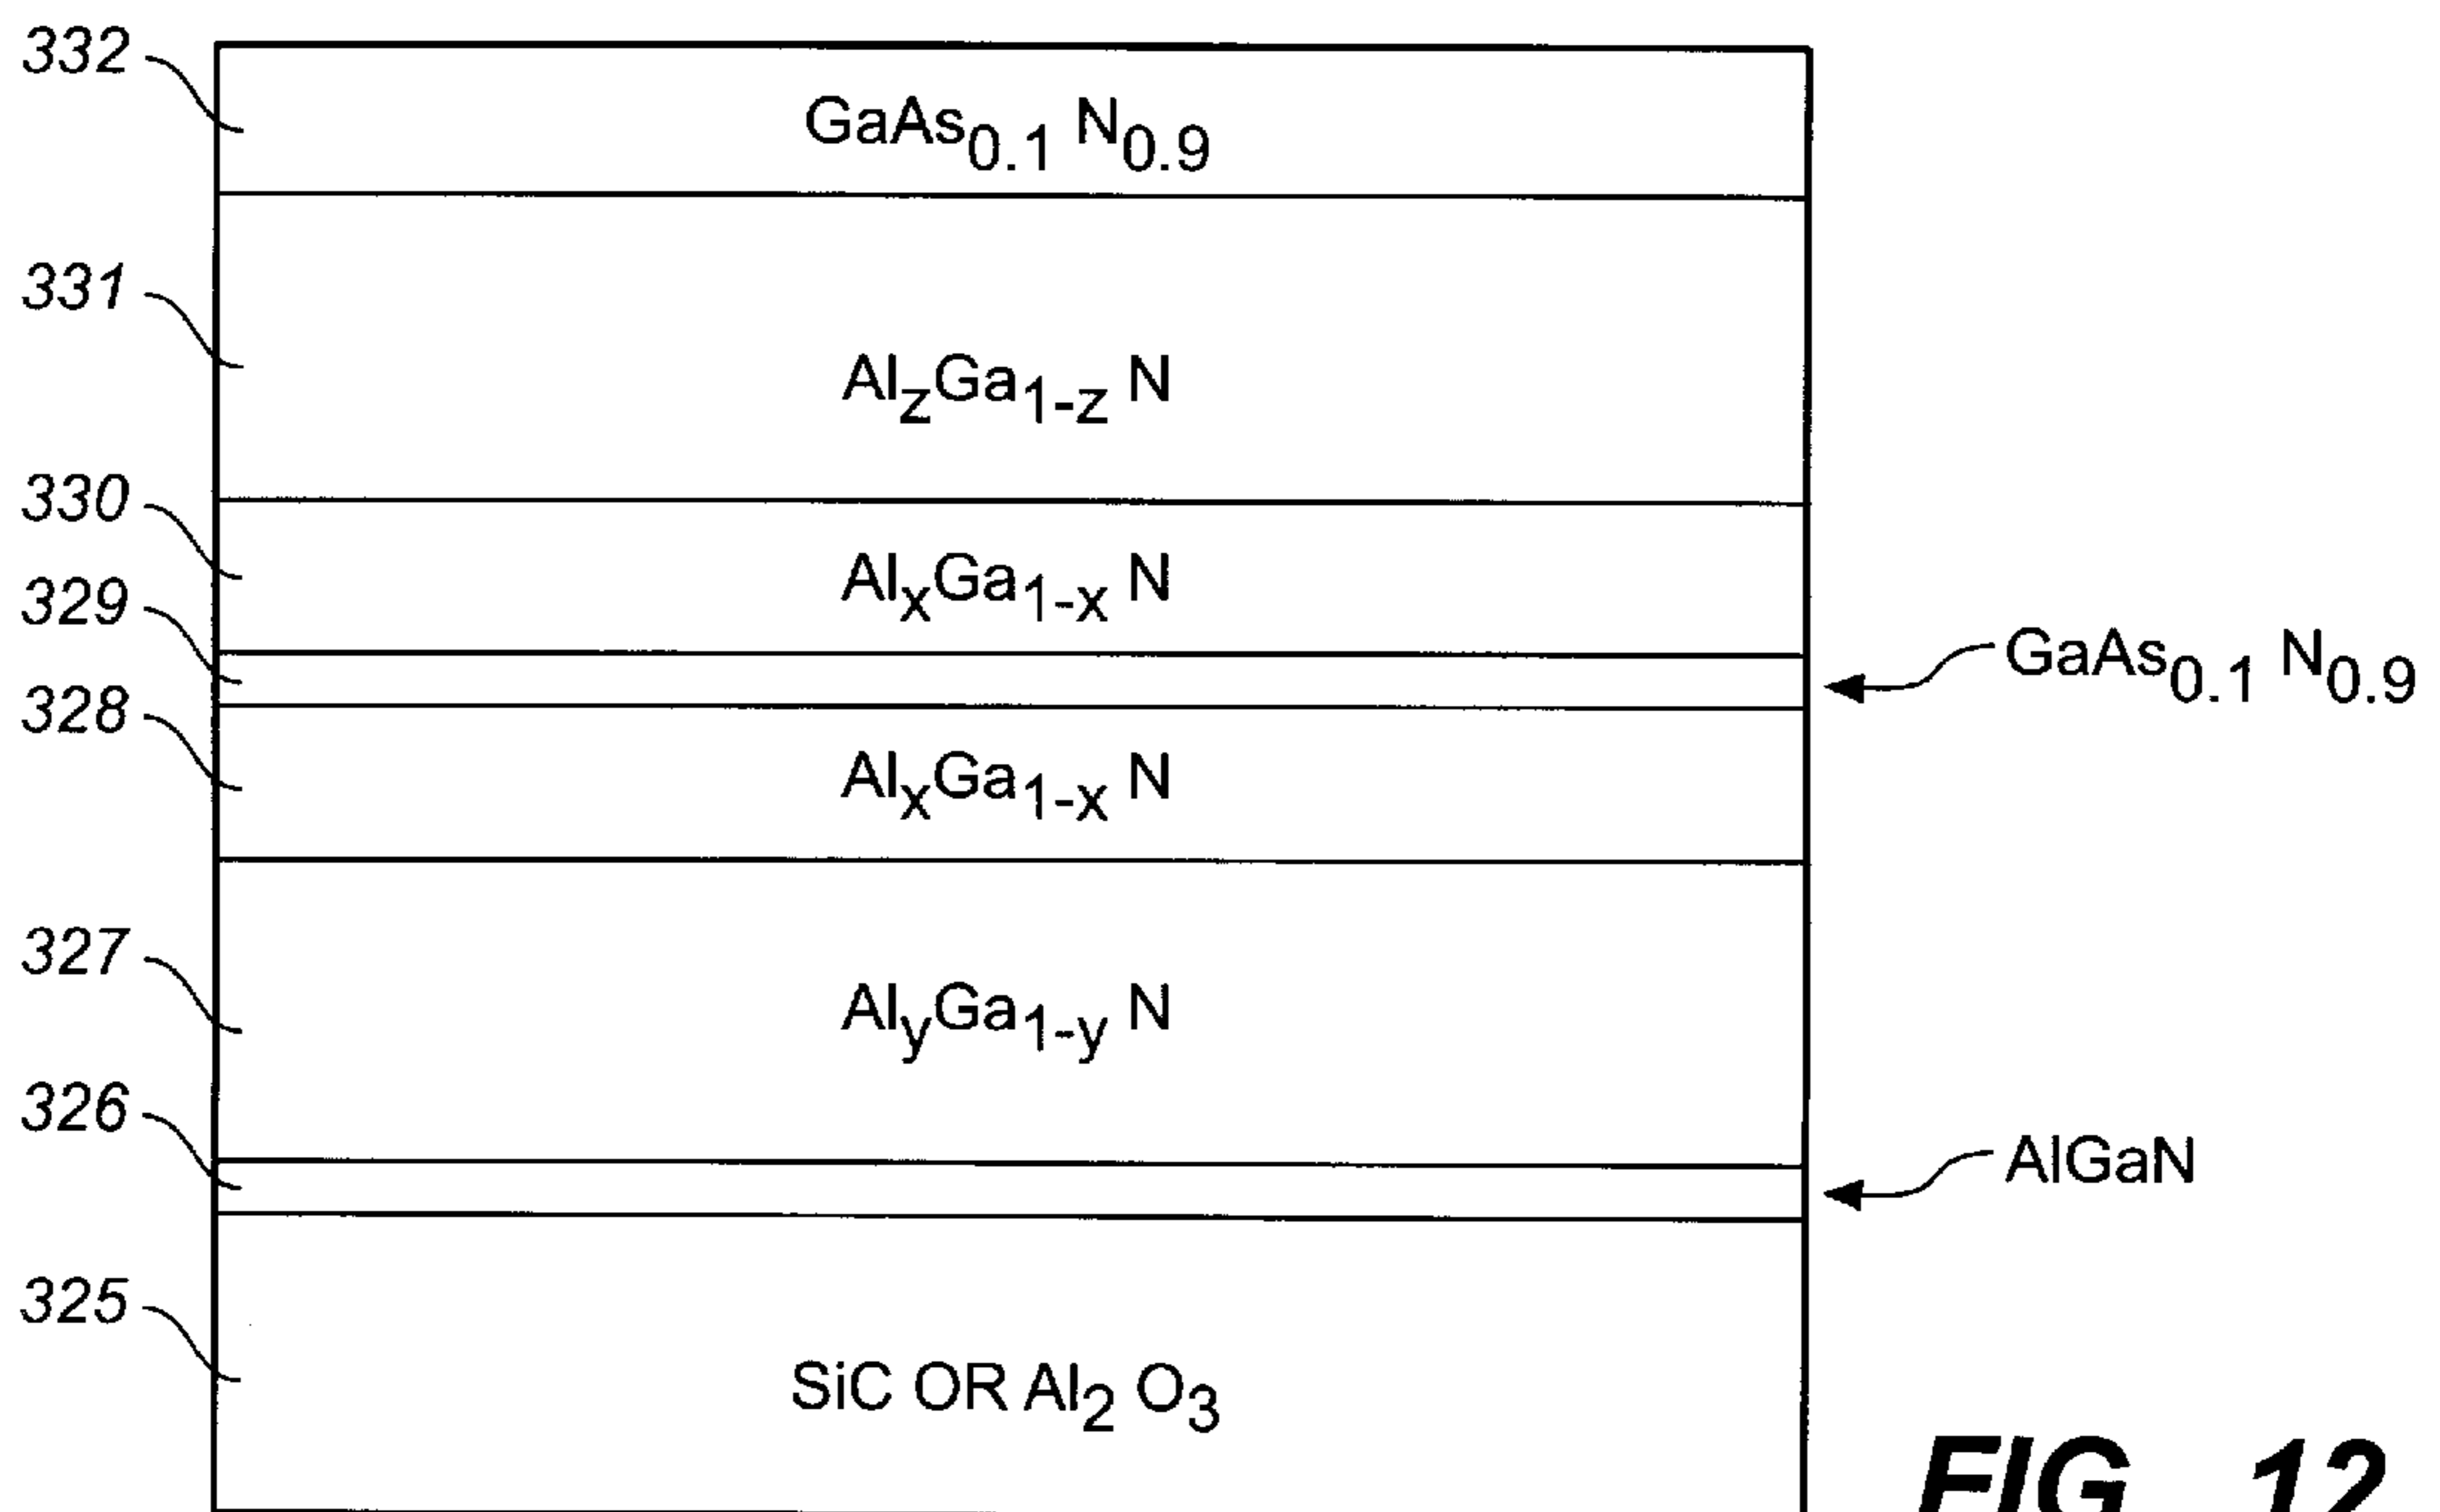 332
GaAs0.1 N0.9
331
AlzGa1-z N
330
AlxGa1-x N
329
GaAs0.1 N0.9
328
AlxGa1-x N
327
AlyGa1-y N
326
AlGaN
325
SiC OR Al2 O3
FIG_12